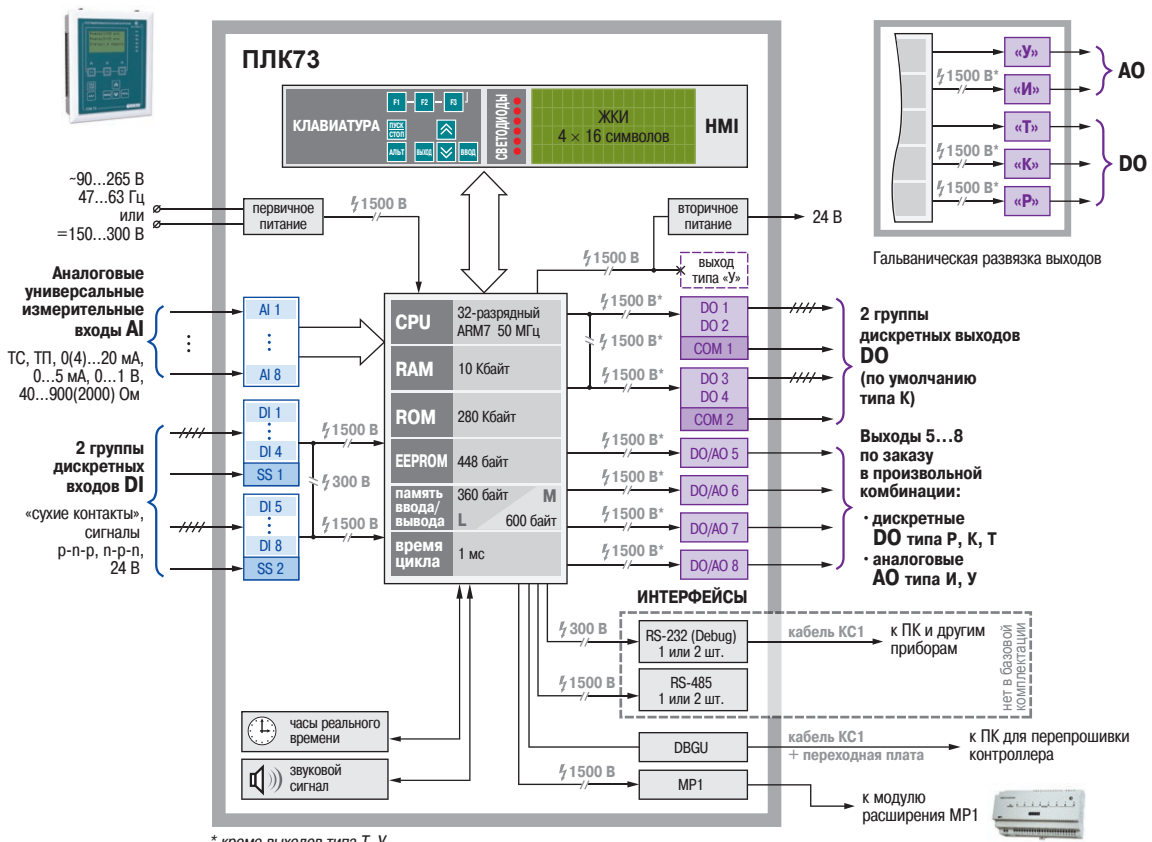 ПЛК73
КЛАВИАТУРА
F1
F2
F3
ПУСК
СТОП
АЛЬТ
ВЫХОД
ВВОД
СВЕТОДИОДЫ
ЖКИ
4 × 16 символов
HMI
~90...265 В
47...63 Гц
или
=150...300 В
первичное
питание
1500 В
вторичное
питание
24 В
1500 В
выход
типа «У»
Аналоговые
универсальные
измерительные
входы AI
ТС, ТП, 0(4)...20 мА,
0...5 мА, 0...1 В,
40...900(2000) Ом
AI 1
AI 8
2 группы
дискретных
входов DI
«сухие контакты»,
сигналы
p-n-p, n-p-n,
24 В
DI 1
DI 4
SS 1
DI 5
DI 8
SS 2
1500 В
300 В
1500 В
CPU
32-разрядный
ARM7 50 МГц
RAM
10 Кбайт
ROM
280 Кбайт
EEPROM
448 байт
память
ввода/
вывода
360 байт
M
L
600 байт
время
цикла
1 мс
1500 В*
1500 В*
1500 В*
DO 1
DO 2
COM 1
DO 3
DO 4
COM 2
2 группы
дискретных выходов
DO
(по умолчанию
типа К)
1500 В*
DO/AO 5
1500 В*
DO/AO 6
1500 В*
DO/AO 7
1500 В*
DO/AO 8
Выходы 5...8
по заказу
в произвольной
комбинации:
· дискретные
DO типа Р, К, Т
· аналоговые
AO типа И, У
ИНТЕРФЕЙСЫ
300 В
RS-232 (Debug)
1 или 2 шт.
кабель КС1
к ПК и другим
приборам
1500 В
RS-485
1 или 2 шт.
нет в базовой
комплектации
DBGU
кабель КС1
+ переходная плата
к ПК для перепрошивки
контроллера
1500 В
МР1
к модулю
расширения МР1
часы реального
времени
звуковой
сигнал
«У»
1500 В*
«И»
AO
«Т»
1500 В*
«К»
1500 В*
«Р»
DO
Гальваническая развязка выходов
* кроме выходов типа Т, У